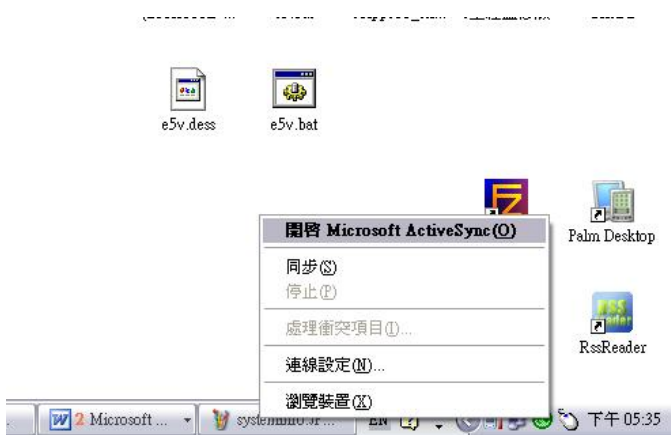 e5v.dess
e5v.bat
開啓 Microsoft ActiveSync(O)
Palm Desktop
同步(S)
停止(P)
處理衝突項目(I)...
RssReader
連線設定(N)...
瀏覽裝置(X)
2 Microsoft ...
EN
下午 05:35